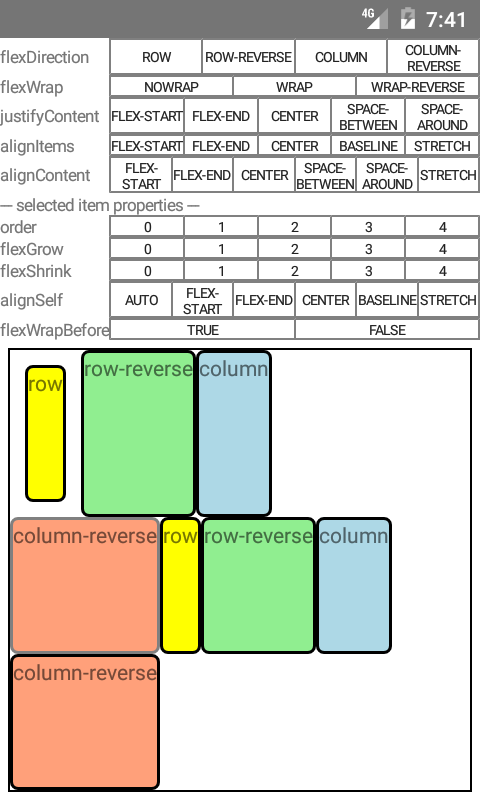 4G 7:41
flexDirection ROW ROW-REVERSE COLUMN COLUMN-
REVERSE
flexWrap NOWRAP WRAP WRAP-REVERSE
justifyContent FLEX-START FLEX-END CENTER SPACE-
BETWEEN SPACE-
AROUND
alignItems FLEX-START FLEX-END CENTER BASELINE STRETCH
alignContent FLEX-
START FLEX-END CENTER SPACE-
BETWEEN SPACE-
AROUND STRETCH
--- selected item properties ---
order 0 1 2 3 4
flexGrow 0 1 2 3 4
flexShrink 0 1 2 3 4
alignSelf AUTO FLEX-
START FLEX-END CENTER BASELINE STRETCH
flexWrapBefore TRUE FALSE
row row-reverse column
column-reverse row row-reverse column
column-reverse